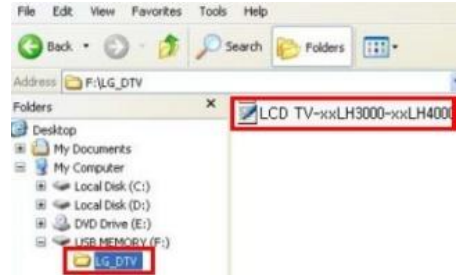 File Edit View Favorites Tools Help
Back Search Folders
Address F:\LG_DTV
Folders x LCD TV-xxLH3000-xxLH4000
Desktop
My Documents
My Computer
Local Disk (C:)
Local Disk (D:)
DVD Drive (E:)
USB MEMORY (F:)
LG_DTV